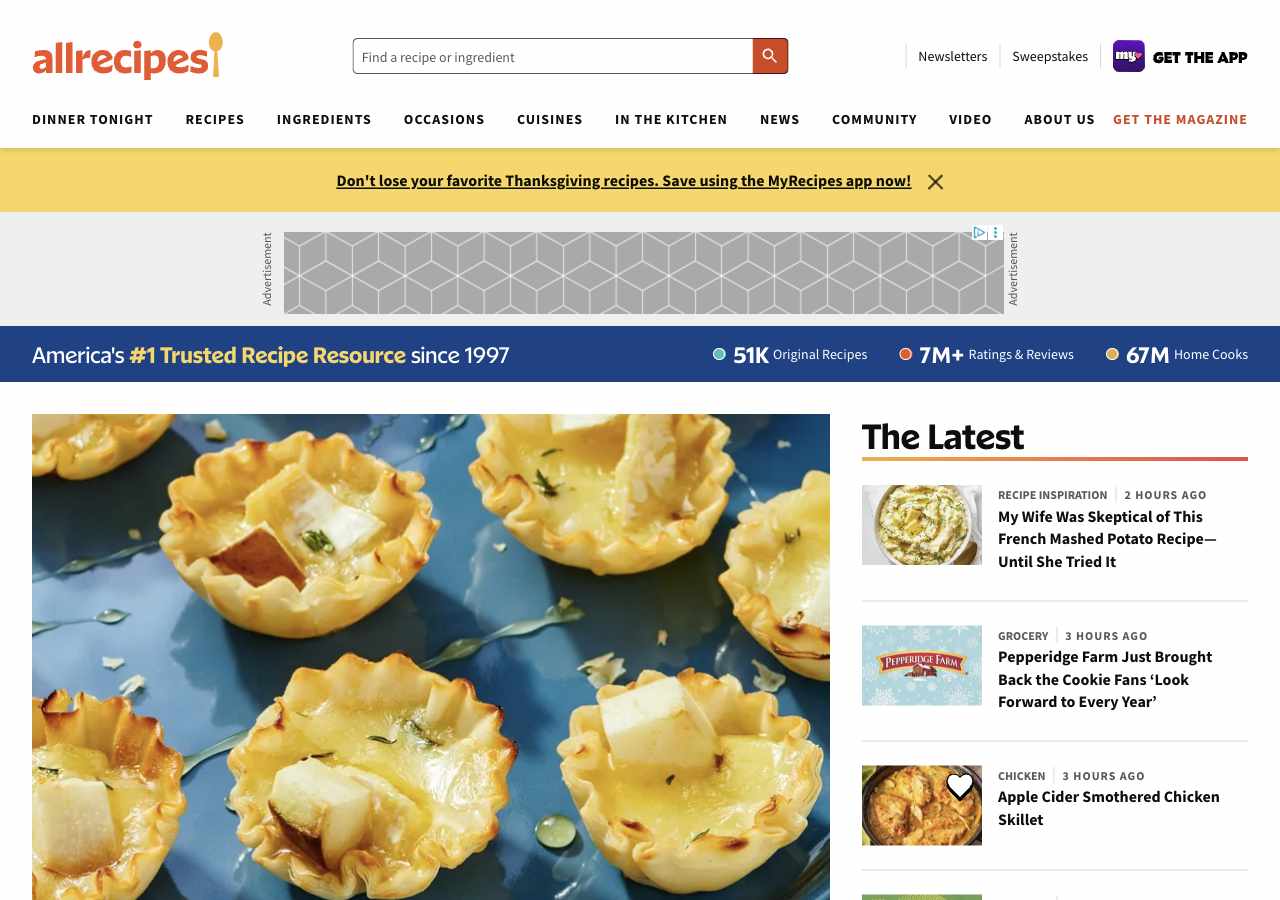 allrecipes
Find a recipe or ingredient
Newsletters
Sweepstakes
my
GET THE APP
DINNER TONIGHT
RECIPES
INGREDIENTS
OCCASIONS
CUISINES
IN THE KITCHEN
NEWS
COMMUNITY
VIDEO
ABOUT US
GET THE MAGAZINE
Don't lose your favorite Thanksgiving recipes. Save using the MyRecipes app now!
Advertisement
Advertisement
America's #1 Trusted Recipe Resource since 1997
51K Original Recipes
7M+ Ratings & Reviews
67M Home Cooks
The Latest
RECIPE INSPIRATION
2 HOURS AGO
My Wife Was Skeptical of This
French Mashed Potato Recipe—
Until She Tried It
PEPPERIDGE FARM
GROCERY
3 HOURS AGO
Pepperidge Farm Just Brought
Back the Cookie Fans ‘Look
Forward to Every Year’
CHICKEN
3 HOURS AGO
Apple Cider Smothered Chicken
Skillet